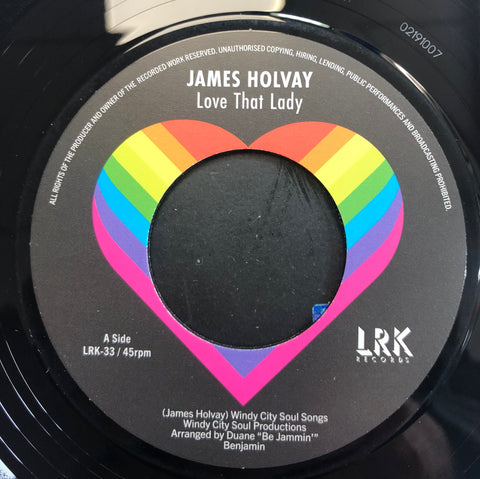 02191007
ALL RIGHTS OF THE PRODUCER AND OWNER OF THE RECORDED WORK RESERVED. UNAUTHORISED COPYING, HIRING, LENDING, PUBLIC PERFORMANCES AND BROADCASTING PROHIBITED.
JAMES HOLVAY
Love That Lady
A Side
LRK-33 / 45rpm
LRK
RECORDS
(James Holvay) Windy City Soul Songs
Windy City Soul Productions
Arranged by Duane "Be Jammin'"
Benjamin